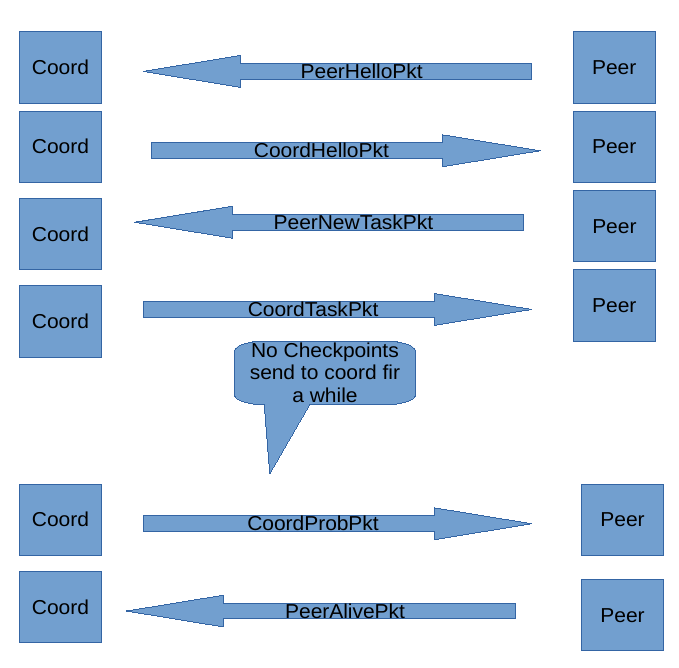 Coord
PeerHelloPkt
Peer
Coord
CoordHelloPkt
Peer
Coord
PeerNewTaskPkt
Peer
Coord
CoordTaskPkt
Peer
No Checkpoints
send to coord fir
a while
Coord
CoordProbPkt
Peer
Coord
PeerAlivePkt
Peer